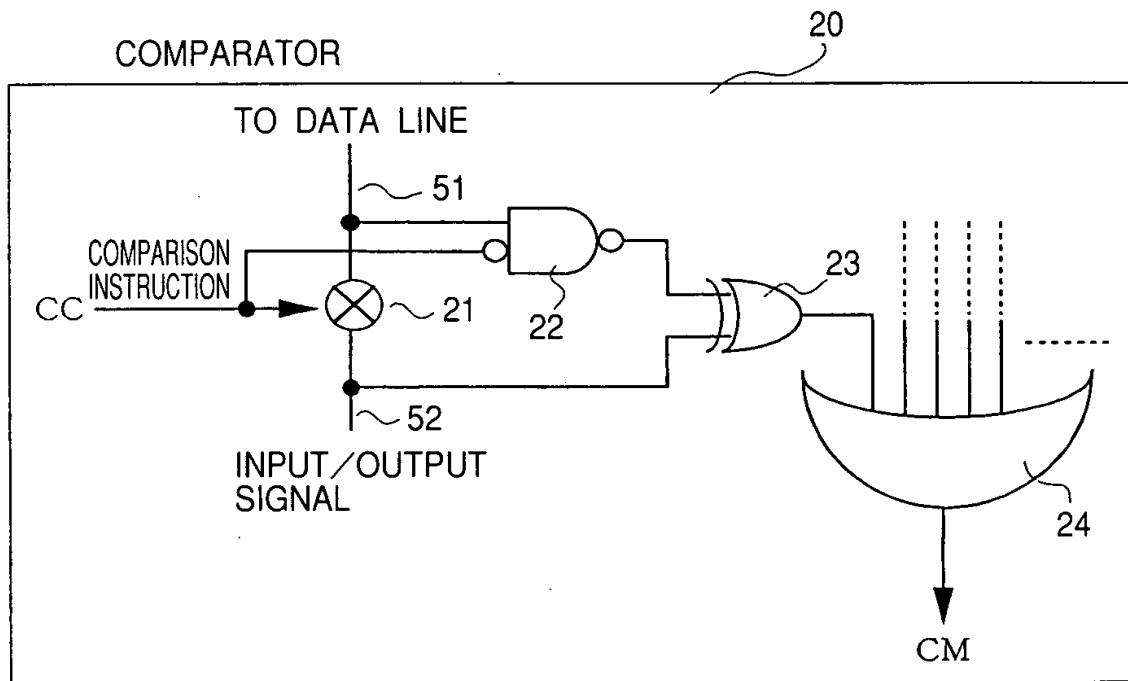 COMPARATOR
20
TO DATA LINE
51
COMPARISON
INSTRUCTION
CC
21
22
23
52
INPUT/OUTPUT
SIGNAL
24
CM